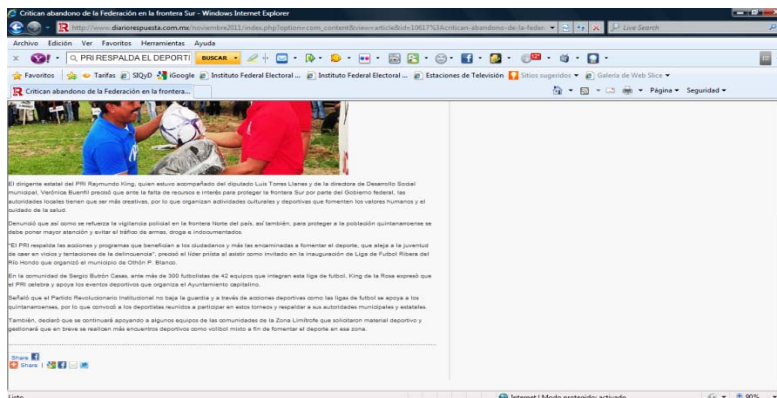 Critican abandono de la Federación en la frontera Sur - Windows Internet Explorer
http://www.diariorespuesta.com.mx/noviembre2011/index.php?option=com_content&view=article&id=10617%3Acritican-abandono-de-la-feder.
Live Search
Archivo Edición Ver Favoritos Herramientas Ayuda
PRI RESPALDA EL DEPORTI BUSCAR
Favoritos Tarifas SIQyD iGoogle Instituto Federal Electoral ... Instituto Federal Electoral ... Estaciones de Televisión Sitios sugeridos Galería de Web Slice
Critican abandono de la Federación en la frontera... Página Seguridad
El dirigente estatal del PRI Raymundo King, quien estuvo acompañado del diputado Luis Torres Llanes y de la directora de Desarrollo Social
municipal, Verónica Buenfil precisó que ante la falta de recursos e interés para proteger la frontera Sur por parte del Gobierno federal, las
autoridades locales tienen que ser más creativas, por lo que organizan actividades culturales y deportivas que fomenten los valores humanos y el
cuidado de la salud.
Denunció que así como se refuerza la vigilancia policial en la frontera Norte del país, así también, para proteger a la población quintanarroense se
debe poner mayor atención y evitar el tráfico de armas, droga e indocumentados.
"El PRI respalda las acciones y programas que benefician a los ciudadanos y más las encaminadas a fomentar el deporte, que aleja a la juventud
de caer en vicios y tentaciones de la delincuencia", precisó el líder priista al asistir como invitado en la inauguración de Liga de Futbol Ribera del
Río Hondo que organizó el municipio de Othón P. Blanco.
En la comunidad de Sergio Butrón Casas, ante más de 300 futbolistas de 42 equipos que integran esta liga de futbol, King de la Rosa expresó que
el PRI celebra y apoya los eventos deportivos que organiza el Ayuntamiento capitalino.
Señaló que el Partido Revolucionario Institucional no baja la guardia y a través de acciones deportivas como las ligas de futbol se apoya a los
quintanarroenses, por lo que convocó a los deportistas reunidos a participar en estos torneos y respaldar a sus autoridades municipales y estatales.
También, declaró que se continuará apoyando a algunos equipos de las comunidades de la Zona Limítrofe que solicitaron material deportivo y
gestionará que en breve se realicen más encuentros deportivos como volibol mixto a fin de fomentar el deporte en esa zona.
Share
Share |
Listo Internet | Modo protegido: activado 90%